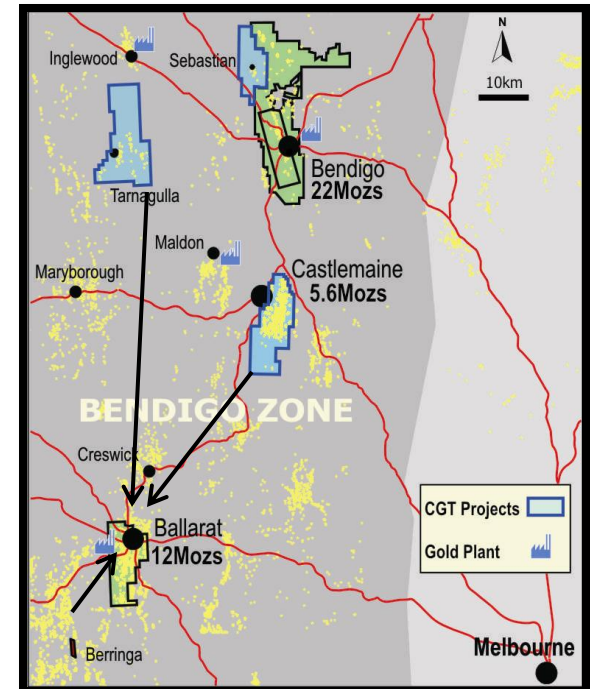 N
10km
Inglewood
Sebastian
Bendigo
22Mozs
Tarnagulla
Maldon
Castlemaine
5.6Mozs
Maryborough
BENDIGO ZONE
Creswick
CGT Projects
Gold Plant
Ballarat
12Mozs
Melbourne
Berringa